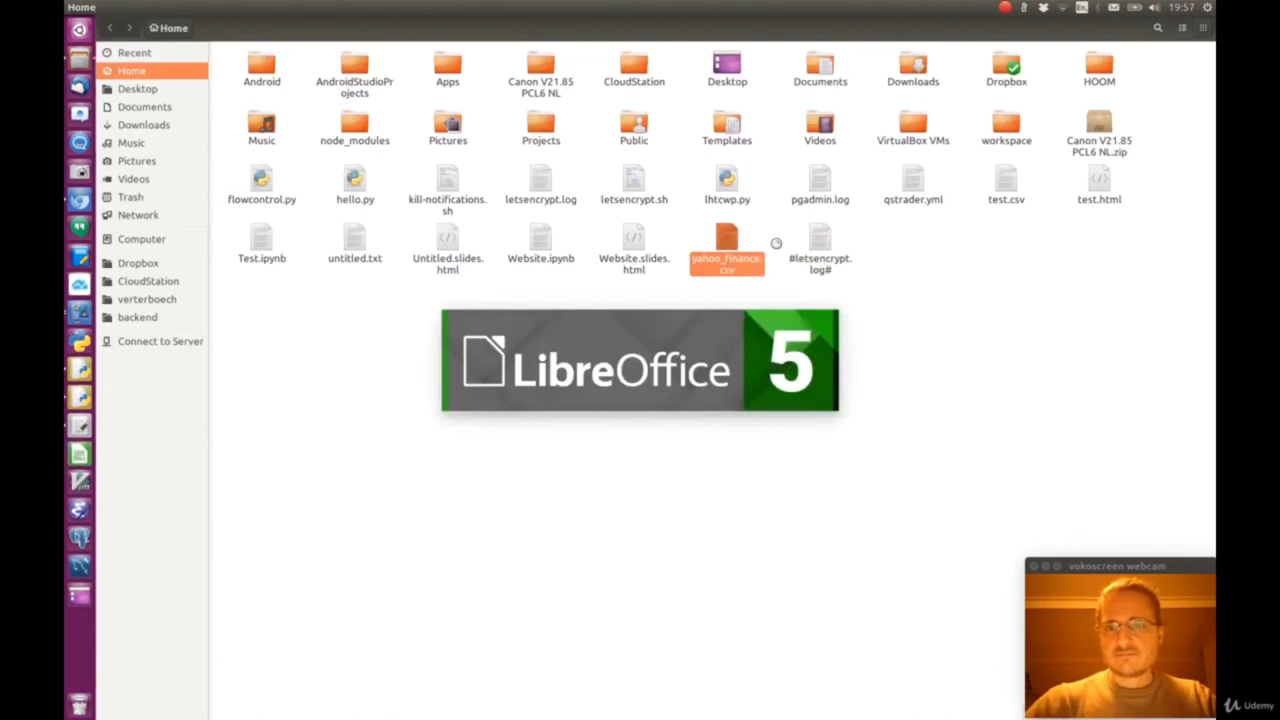 Home
En
19:57
Home
Recent
Home
Desktop
Documents
Downloads
Music
Pictures
Videos
Trash
Network
Computer
Dropbox
CloudStation
verterboech
backend
Connect to Server
Android
AndroidStudioPr
ojects
Apps
Canon V21.85
PCL6 NL
CloudStation
Desktop
Documents
Downloads
Dropbox
HOOM
Music
node_modules
Pictures
Projects
Public
Templates
Videos
VirtualBox VMs
workspace
Canon V21.85
PCL6 NL.zip
flowcontrol.py
hello.py
kill-notifications.
sh
letsencrypt.log
letsencrypt.sh
lhtcwp.py
pgadmin.log
qstrader.yml
test.csv
test.html
Test.ipynb
untitled.txt
Untitled.slides.
html
Website.ipynb
Website.slides.
html
yahoo_finance.
csv
#letsencrypt.
log#
LibreOffice 5
vokoscreen webcam
Udemy